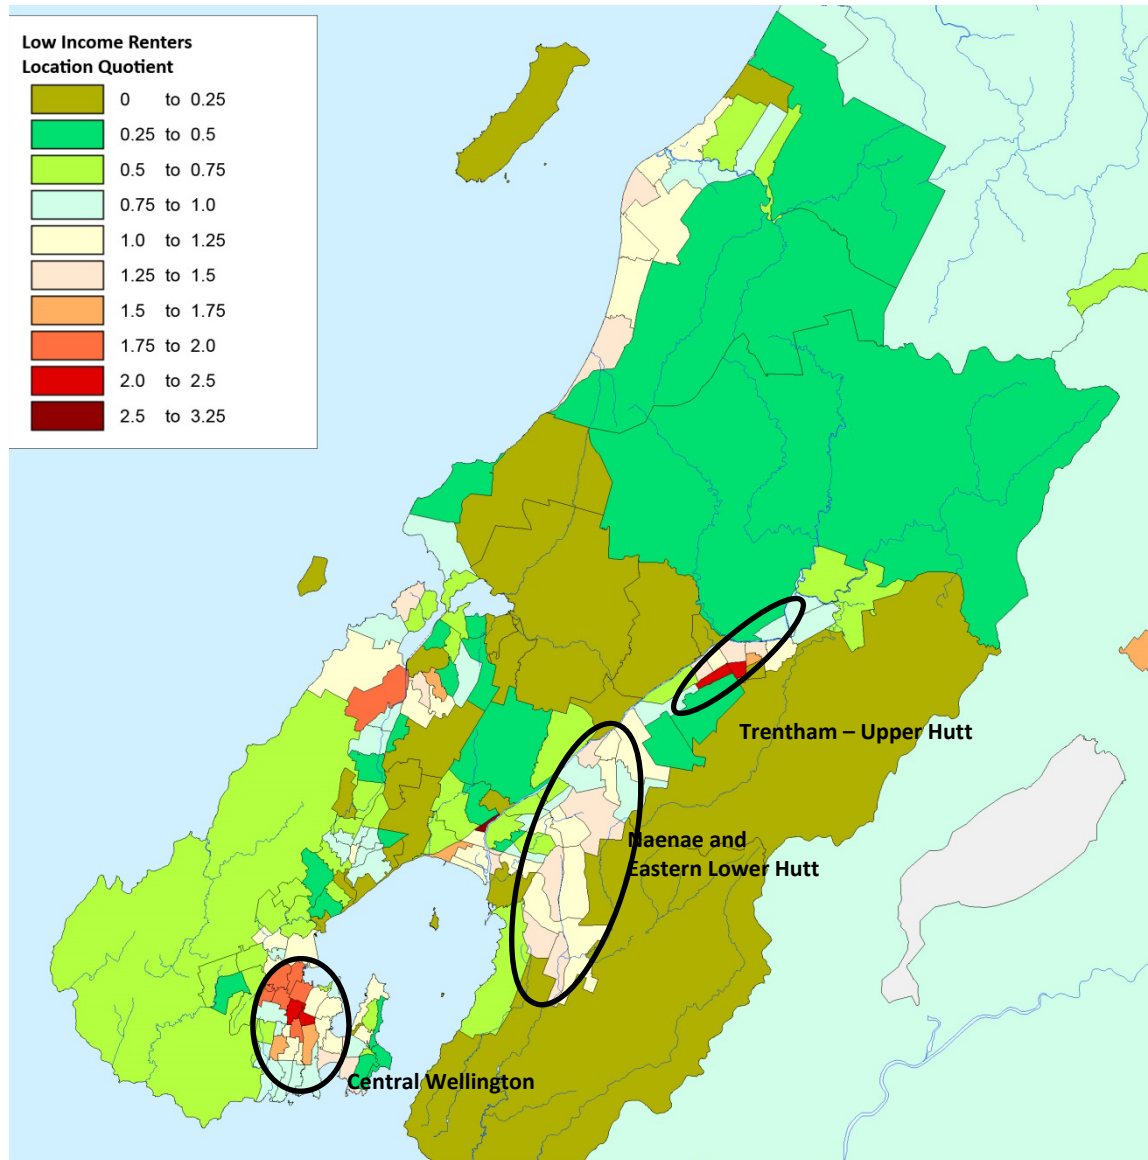 Low Income Renters
Location Quotient
0 to 0.25
0.25 to 0.5
0.5 to 0.75
0.75 to 1.0
1.0 to 1.25
1.25 to 1.5
1.5 to 1.75
1.75 to 2.0
2.0 to 2.5
2.5 to 3.25
Trentham – Upper Hutt
Naenae and
Eastern Lower Hutt
Central Wellington